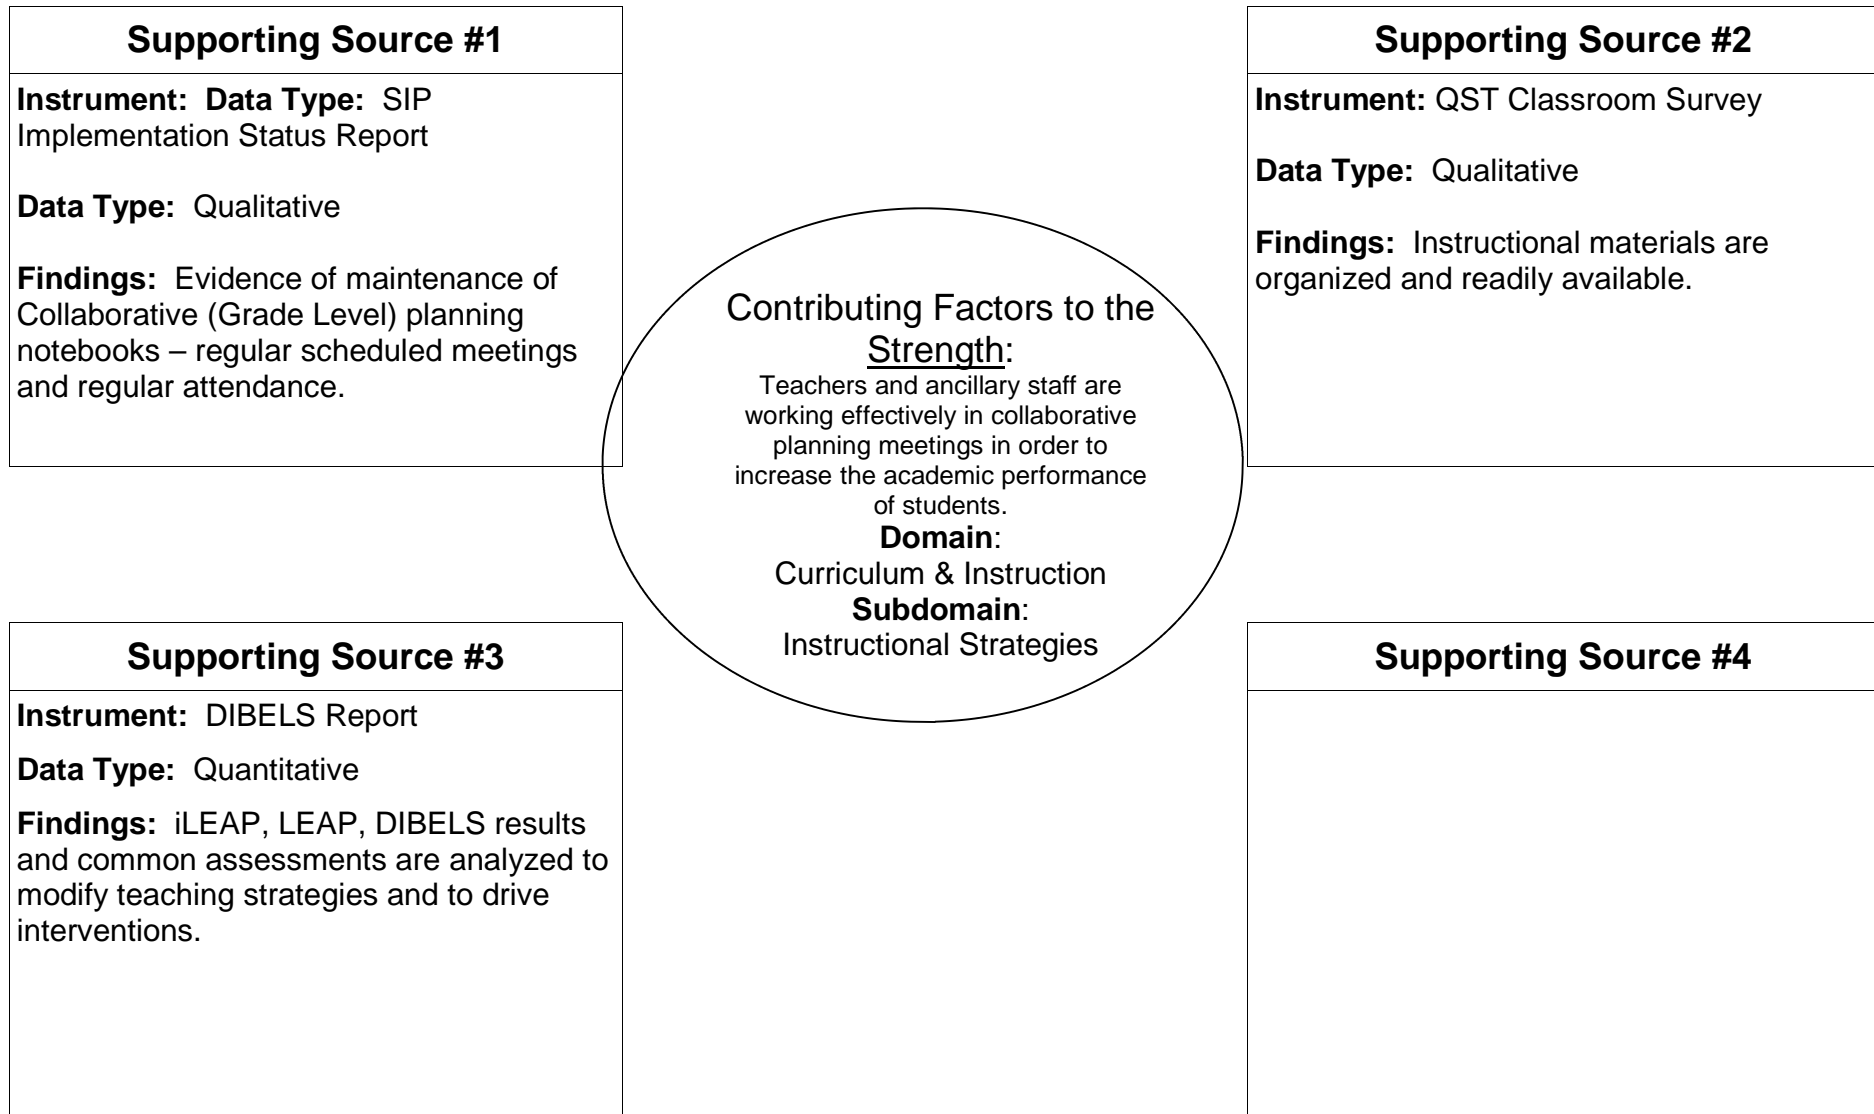 Supporting Source #1
Instrument: Data Type: SIP
Implementation Status Report
Data Type: Qualitative
Findings: Evidence of maintenance of
Collaborative (Grade Level) planning
notebooks – regular scheduled meetings
and regular attendance.
Supporting Source #2
Instrument: QST Classroom Survey
Data Type: Qualitative
Findings: Instructional materials are
organized and readily available.
Contributing Factors to the
Strength:
Teachers and ancillary staff are
working effectively in collaborative
planning meetings in order to
increase the academic performance
of students.
Domain:
Curriculum & Instruction
Subdomain:
Instructional Strategies
Supporting Source #3
Instrument: DIBELS Report
Data Type: Quantitative
Findings: iLEAP, LEAP, DIBELS results
and common assessments are analyzed to
modify teaching strategies and to drive
interventions.
Supporting Source #4